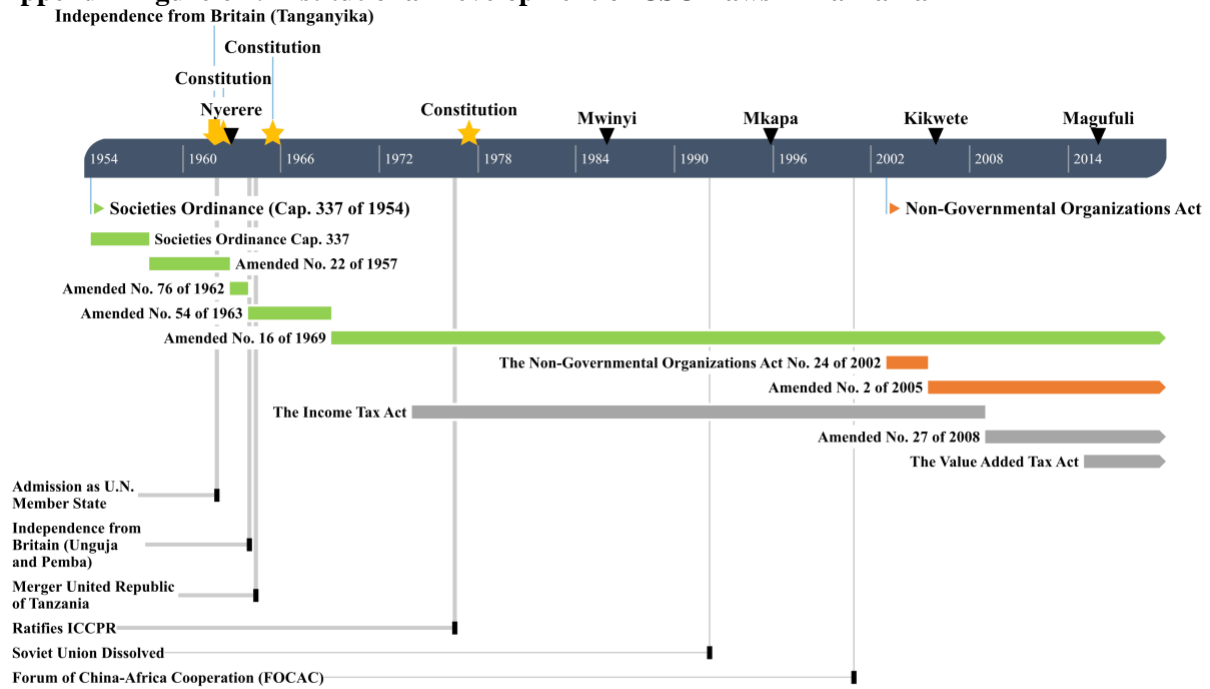 Independence from Britain (Tanganyika)
Constitution
Constitution
Nyerere
Constitution
Mwinyi
Mkapa
Kikwete
Magufuli
1954
1960
1966
1972
1978
1984
1990
1996
2002
2008
2014
Societies Ordinance (Cap. 337 of 1954)
Non-Governmental Organizations Act
Societies Ordinance Cap. 337
Amended No. 22 of 1957
Amended No. 76 of 1962
Amended No. 54 of 1963
Amended No. 16 of 1969
The Non-Governmental Organizations Act No. 24 of 2002
Amended No. 2 of 2005
The Income Tax Act
Amended No. 27 of 2008
The Value Added Tax Act
Admission as U.N.
Member State
Independence from
Britain (Unguja
and Pemba)
Merger United Republic
of Tanzania
Ratifies ICCPR
Soviet Union Dissolved
Forum of China-Africa Cooperation (FOCAC)